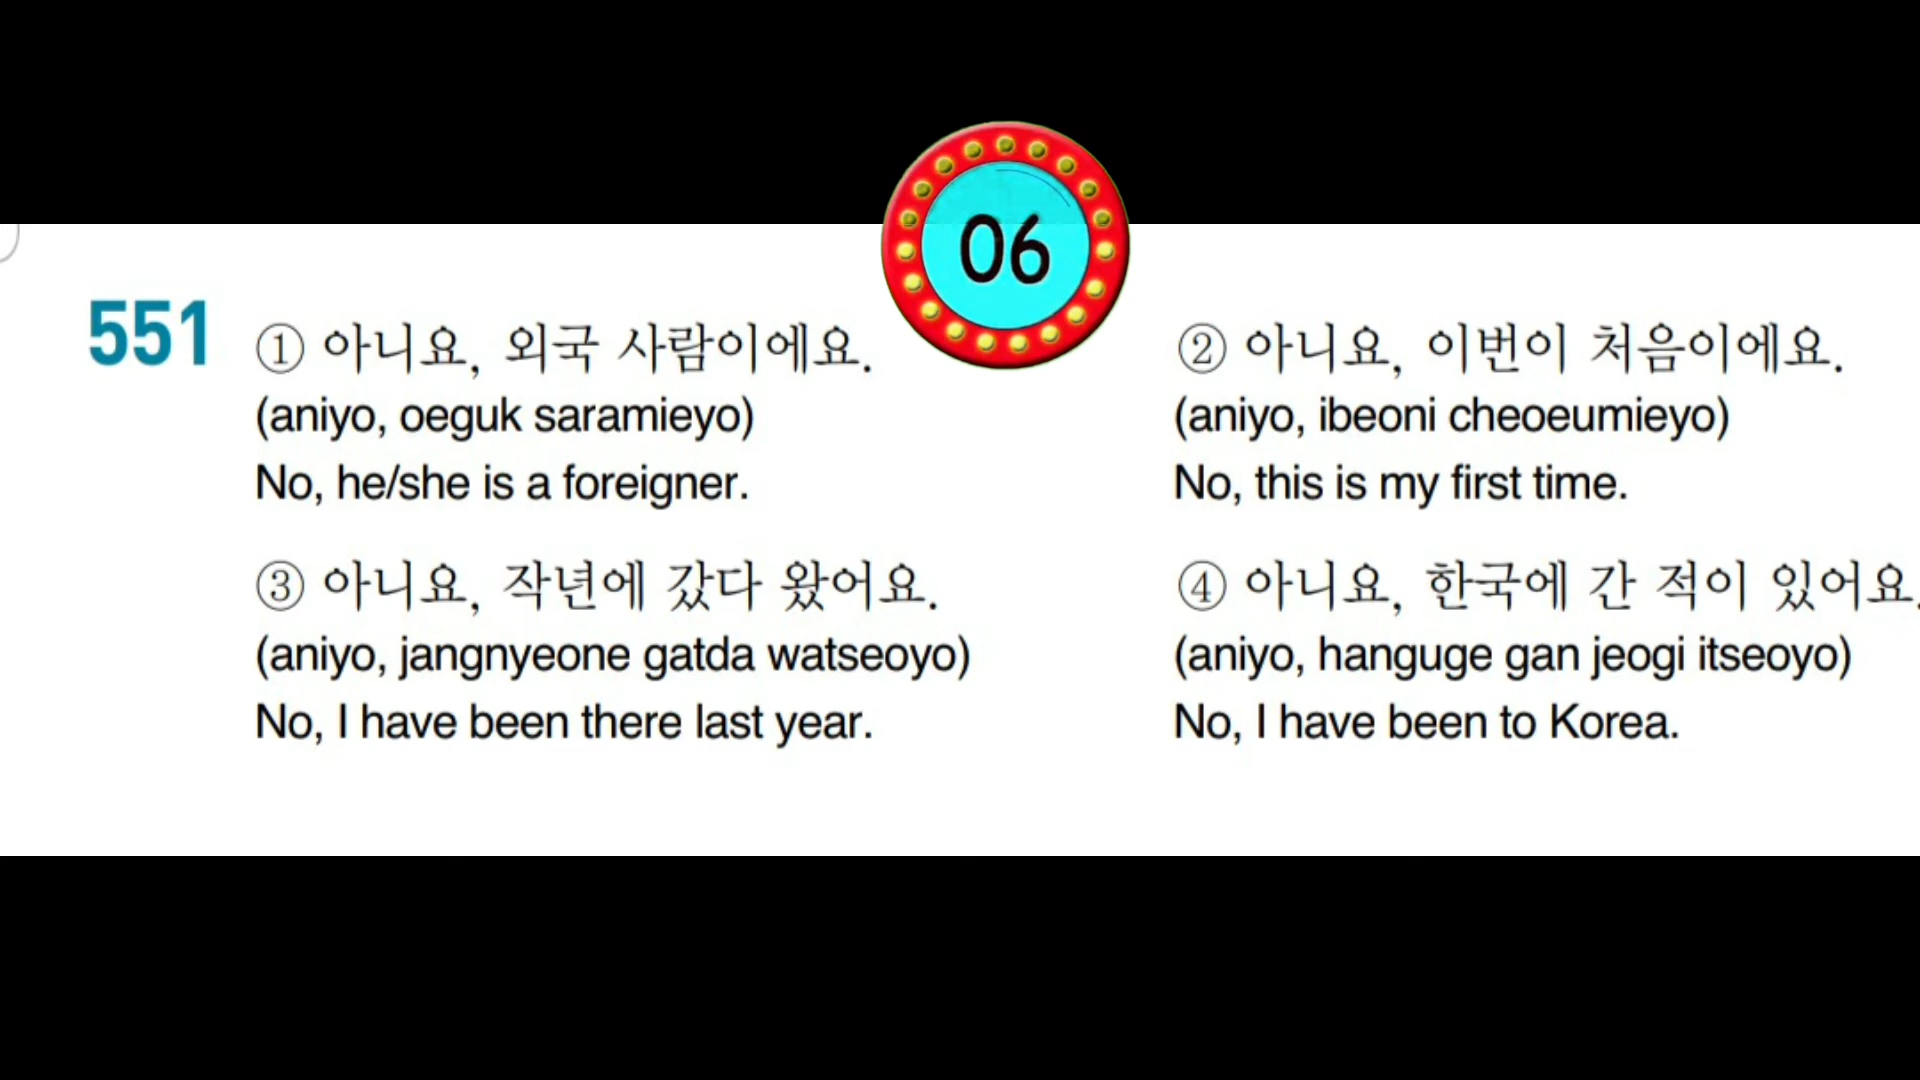 06
551
① 아니요, 외국 사람이에요.
(aniyo, oeguk saramieyo)
No, he/she is a foreigner.
② 아니요, 이번이 처음이에요.
(aniyo, ibeoni cheoeumieyo)
No, this is my first time.
③ 아니요, 작년에 갔다 왔어요.
(aniyo, jangnyeone gatda watseoyo)
No, I have been there last year.
④ 아니요, 한국에 간 적이 있어요.
(aniyo, hanguge gan jeogi itseoyo)
No, I have been to Korea.